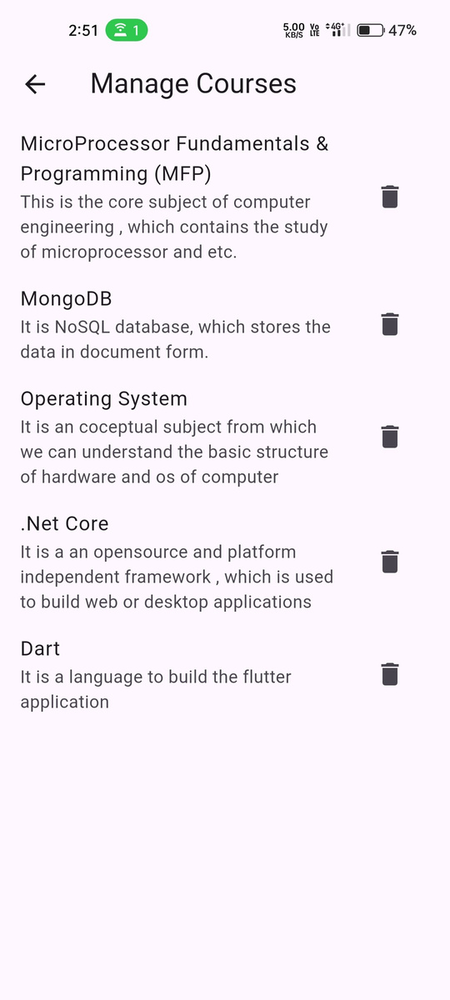 2:51 1 5.00 KB/S Vo LTE 4G+ 47%
Manage Courses
MicroProcessor Fundamentals &
Programming (MFP)
This is the core subject of computer
engineering , which contains the study
of microprocessor and etc.
MongoDB
It is NoSQL database, which stores the
data in document form.
Operating System
It is an coceptual subject from which
we can understand the basic structure
of hardware and os of computer
.Net Core
It is a an opensource and platform
independent framework , which is used
to build web or desktop applications
Dart
It is a language to build the flutter
application